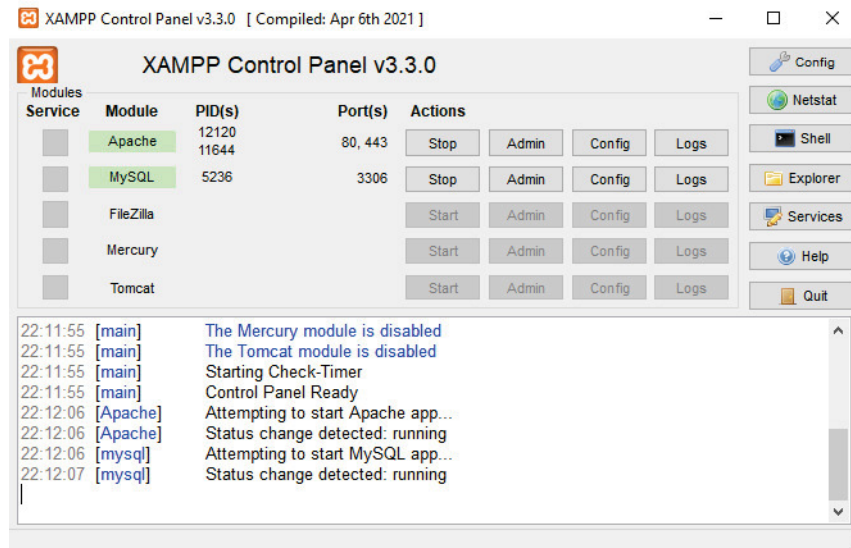 XAMPP Control Panel v3.3.0 [ Compiled: Apr 6th 2021 ]
XAMPP Control Panel v3.3.0
Config
Modules
Service Module PID(s) Port(s) Actions
Netstat
Apache 12120 11644 80, 443 Stop Admin Config Logs
Shell
MySQL 5236 3306 Stop Admin Config Logs
Explorer
FileZilla Start Admin Config Logs
Services
Mercury Start Admin Config Logs
Help
Tomcat Start Admin Config Logs
Quit
22:11:55 [main] The Mercury module is disabled
22:11:55 [main] The Tomcat module is disabled
22:11:55 [main] Starting Check-Timer
22:11:55 [main] Control Panel Ready
22:12:06 [Apache] Attempting to start Apache app...
22:12:06 [Apache] Status change detected: running
22:12:06 [mysql] Attempting to start MySQL app...
22:12:07 [mysql] Status change detected: running